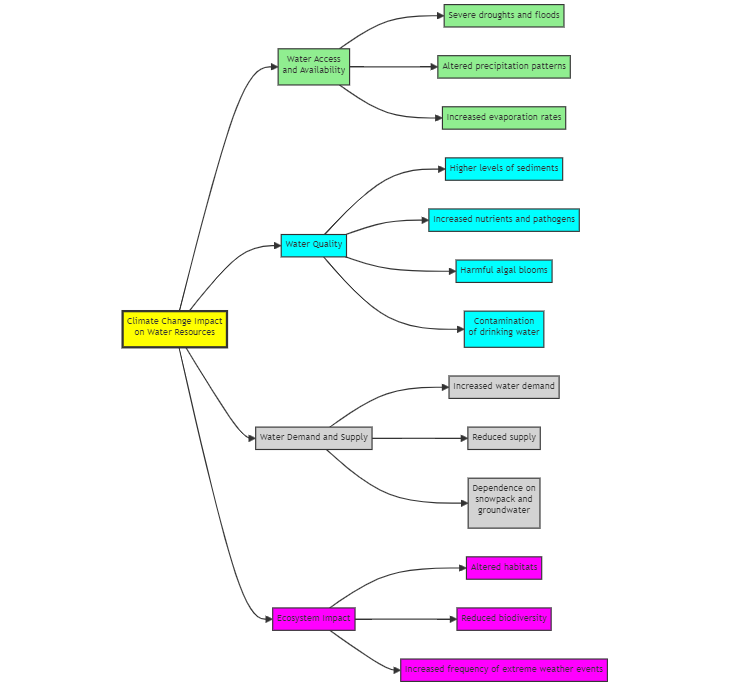 Severe droughts and floods
Water Access
and Availability
Altered precipitation patterns
Increased evaporation rates
Higher levels of sediments
Increased nutrients and pathogens
Water Quality
Harmful algal blooms
Climate Change Impact
on Water Resources
Contamination
of drinking water
Increased water demand
Water Demand and Supply
Reduced supply
Dependence on
snowpack and
groundwater
Altered habitats
Ecosystem Impact
Reduced biodiversity
Increased frequency of extreme weather events